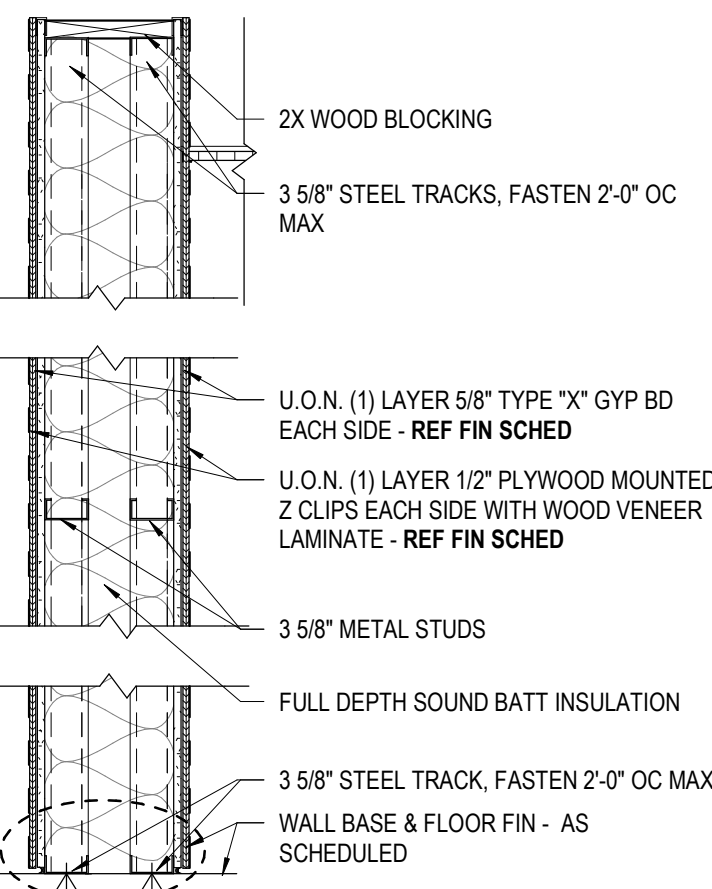 2X WOOD BLOCKING
3 5/8" STEEL TRACKS, FASTEN 2'-0" OC
MAX
U.O.N. (1) LAYER 5/8" TYPE "X" GYP BD
EACH SIDE - REF FIN SCHED
U.O.N. (1) LAYER 1/2" PLYWOOD MOUNTED
Z CLIPS EACH SIDE WITH WOOD VENEER
LAMINATE - REF FIN SCHED
3 5/8" METAL STUDS
FULL DEPTH SOUND BATT INSULATION
3 5/8" STEEL TRACK, FASTEN 2'-0" OC MAX
WALL BASE & FLOOR FIN - AS
SCHEDULED